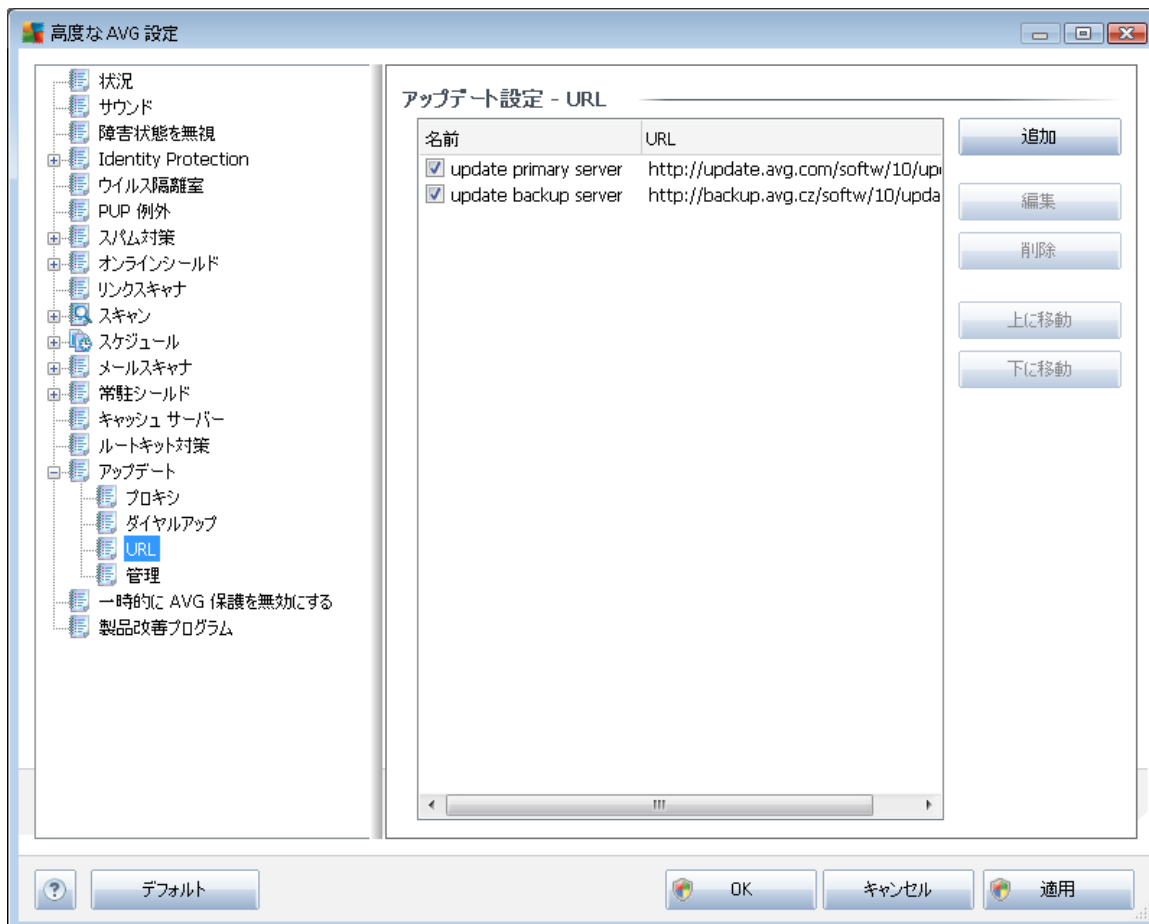 高度な AVG 設定
状況
サウンド
障害状態を無視
Identity Protection
ウイルス隔離室
PUP 例外
スパム対策
オンラインシールド
リンクスキャナ
スキャン
スケジュール
メールスキャナ
常駐シールド
キャッシュ サーバー
ルートキット対策
アップデート
プロキシ
ダイヤルアップ
URL
管理
一時的に AVG 保護を無効にする
製品改善プログラム
アップデート設定 - URL
名前 URL
update primary server http://update.avg.com/softw/10/up
update backup server http://backup.avg.cz/softw/10/upda
追加
編集
削除
上に移動
下に移動
? デフォルト OK キャンセル 適用